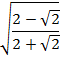 √((2 − √2)/(2 + √2))